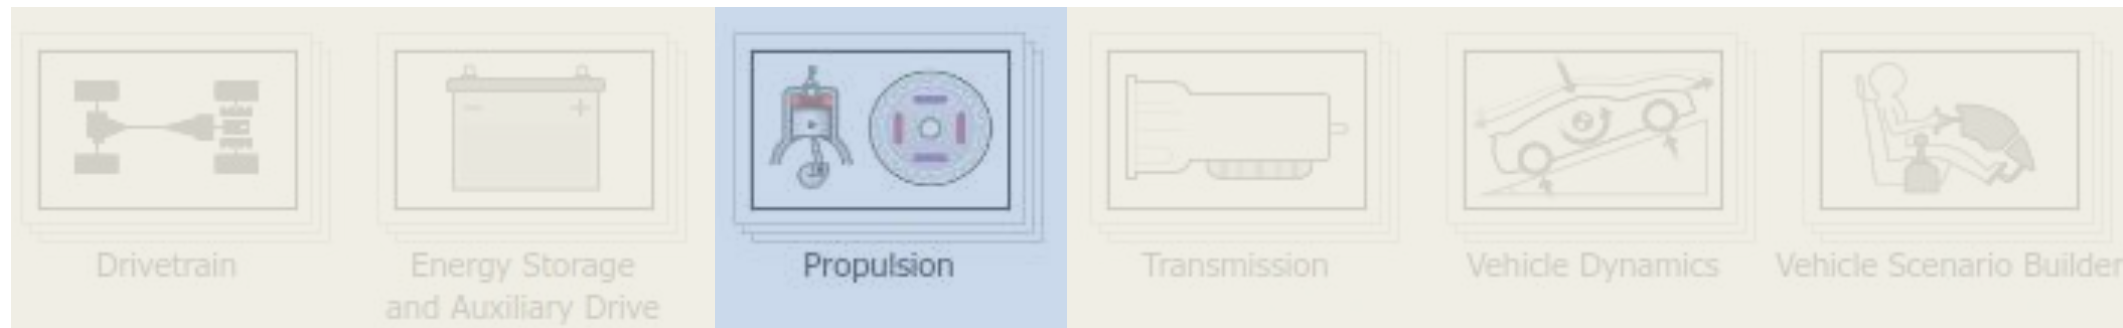 Drivetrain
Energy Storage
and Auxiliary Drive
Propulsion
Transmission
Vehicle Dynamics
Vehicle Scenario Builder